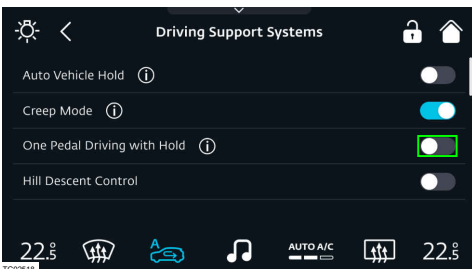 Driving Support Systems
Auto Vehicle Hold i
Creep Mode i
One Pedal Driving with Hold i
Hill Descent Control
22.5° A AUTO A/C 22.5°
TC02518